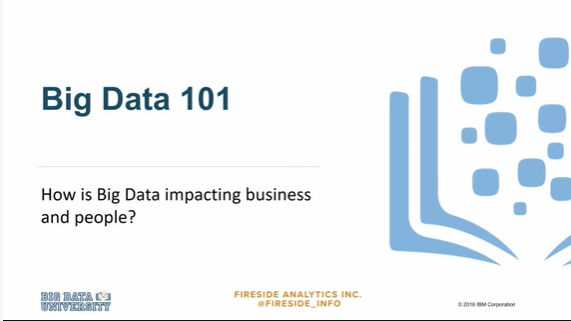 Big Data 101
How is Big Data impacting business
and people?
BIG DATA
UNIVERSITY
FIRESIDE ANALYTICS INC.
@FIRESIDE_INFO
© 2016 IBM Corporation